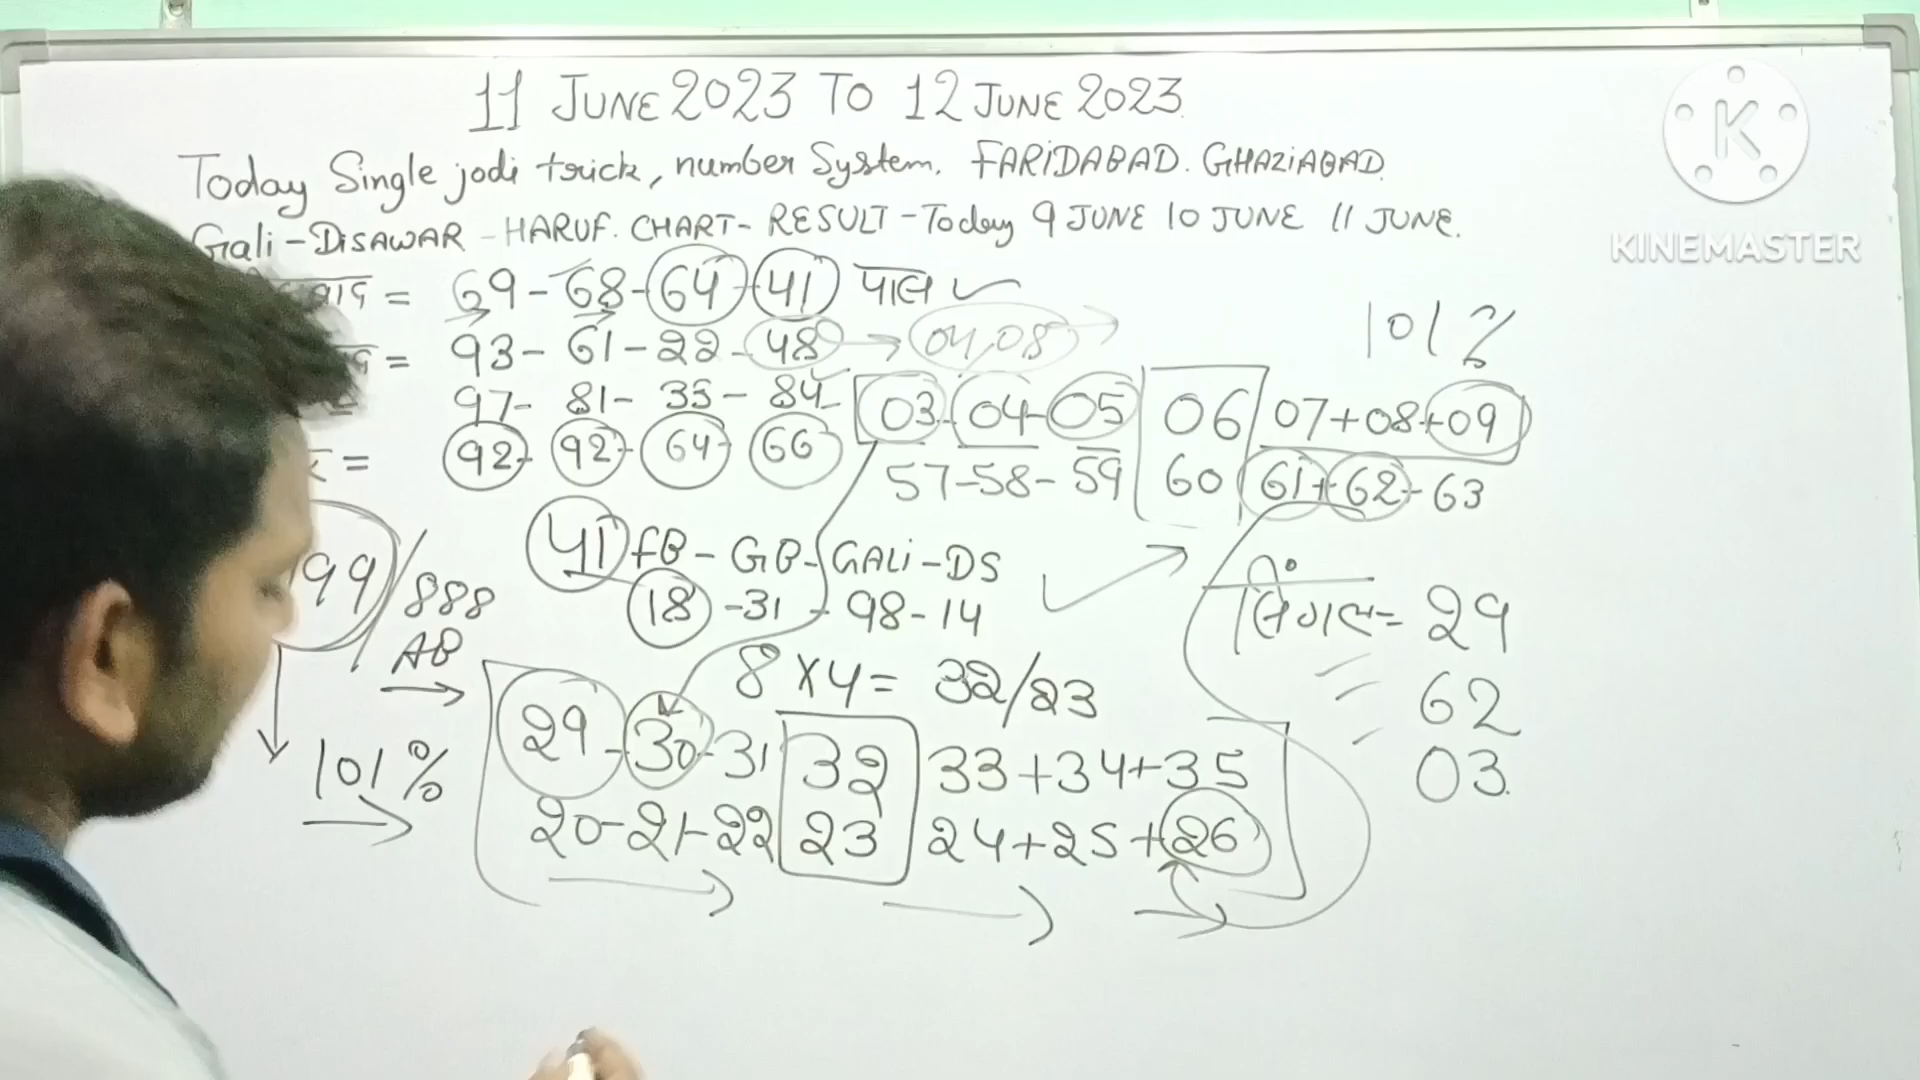 11 JUNE 2023 TO 12 JUNE 2023.
Today Single jodi trick, number System. FARIDABAD. GHAZIABAD.
Gali - DISAWAR - HARUF. CHART - RESULT - Today 9 JUNE 10 JUNE 11 JUNE.
= 69 - 68 - 64 - 41 पास ✓
= 93 - 61 - 22 - 48 → 04,08 →
97 - 81 - 33 - 84
= 92 - 92 - 64 - 66
101%
03 - 04 - 05 06 07 + 08 + 09
57 - 58 - 59 60 61 + 62 - 63
99/888
AB
101%
41 FB - GB - GALI - DS
18 - 31 - 98 - 14
8 X 4 = 32/23
29 - 30 - 31 32 33 + 34 + 35
20 - 21 - 22 23 24 + 25 + 26
= 29
62
03.
K
KINEMASTER